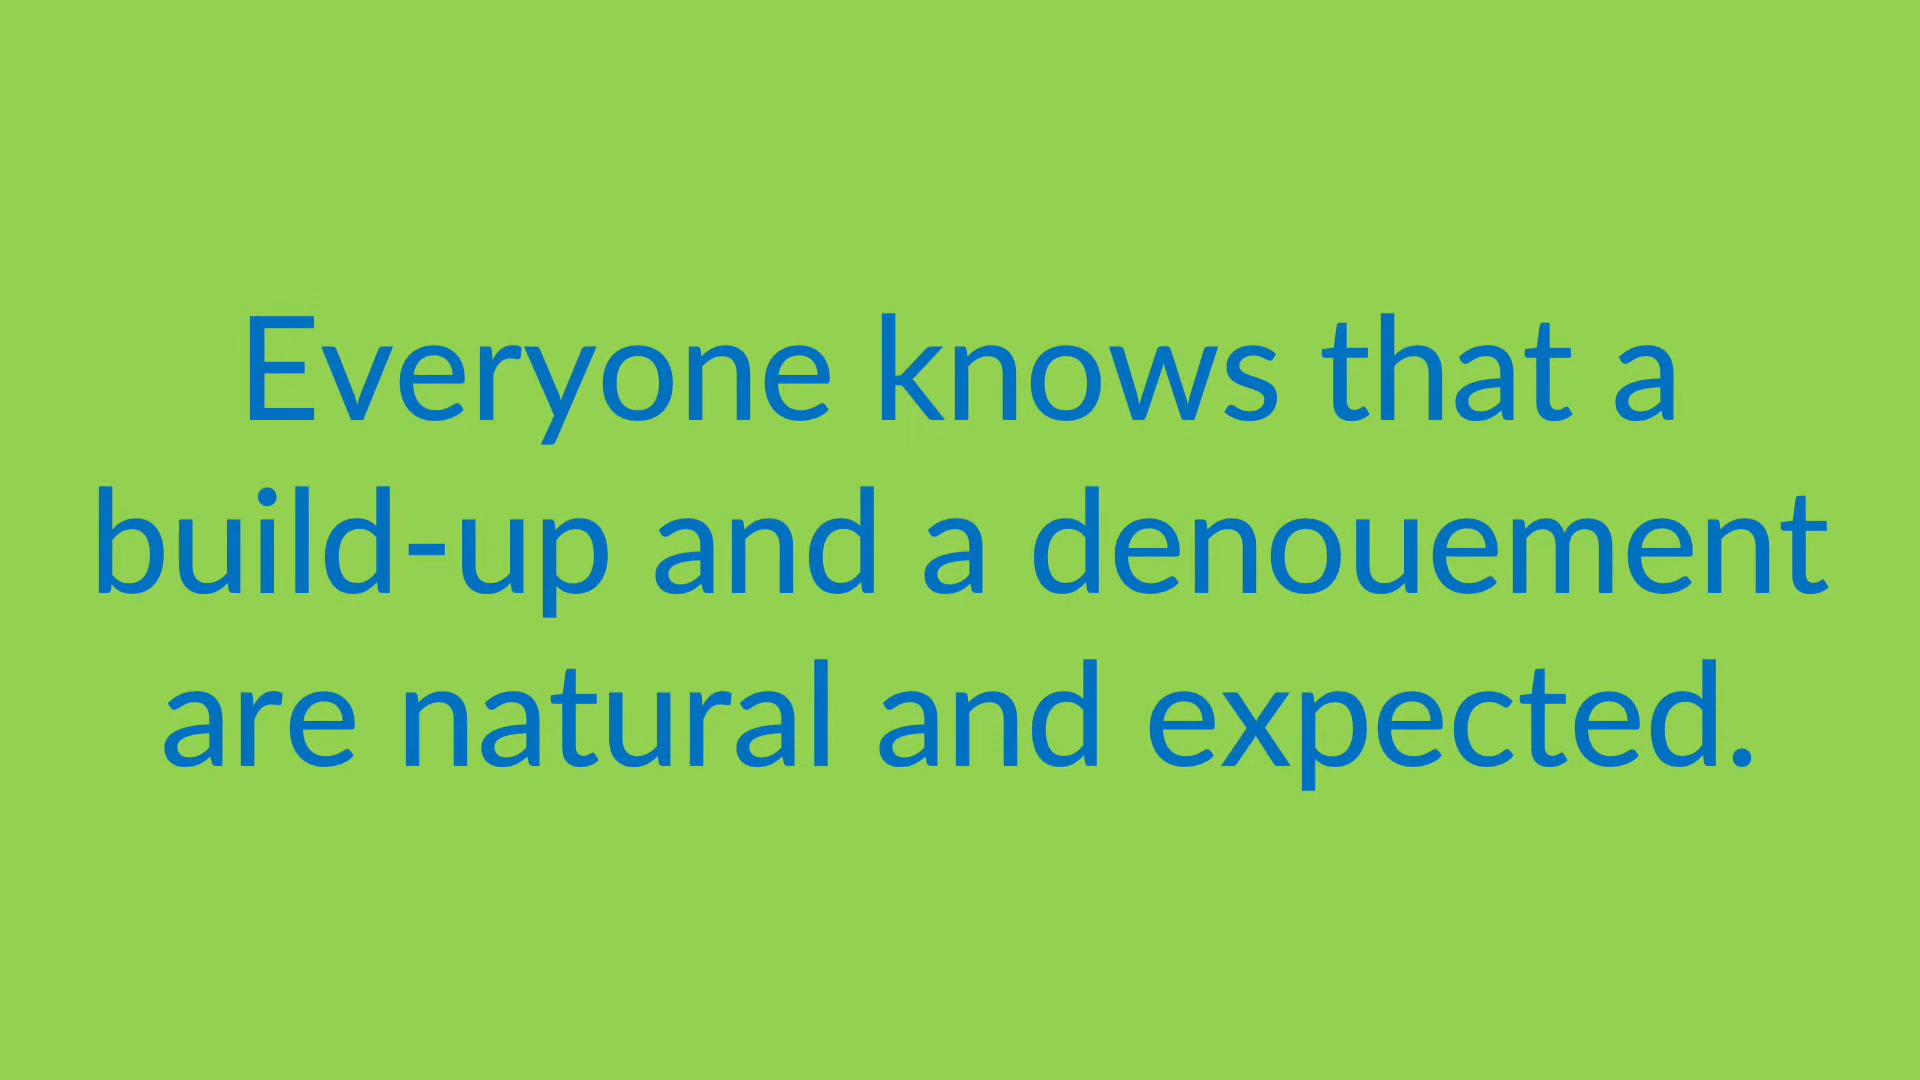 Everyone knows that a
build-up and a denouement
are natural and expected.